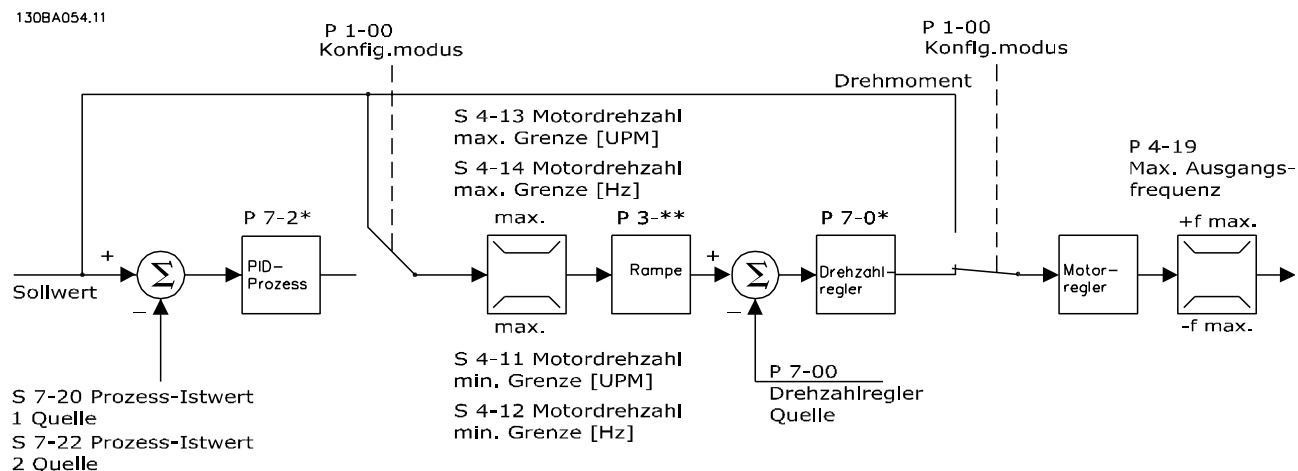 130BA054.11
P 1-00
Konfig.modus
P 1-00
Konfig.modus
Drehmoment
S 4-13 Motordrehzahl
max. Grenze [UPM]
S 4-14 Motordrehzahl
max. Grenze [Hz]
P 4-19
Max. Ausgangs-
frequenz
P 7-2*
max.
P 3-**
P 7-0*
+f max.
+
Σ
PID-
Prozess
Rampe
+
Σ
Drehzahl-
regler
Motor-
regler
Sollwert
−
max.
−
-f max.
S 7-20 Prozess-Istwert
1 Quelle
S 7-22 Prozess-Istwert
2 Quelle
S 4-11 Motordrehzahl
min. Grenze [UPM]
S 4-12 Motordrehzahl
min. Grenze [Hz]
P 7-00
Drehzahlregler
Quelle